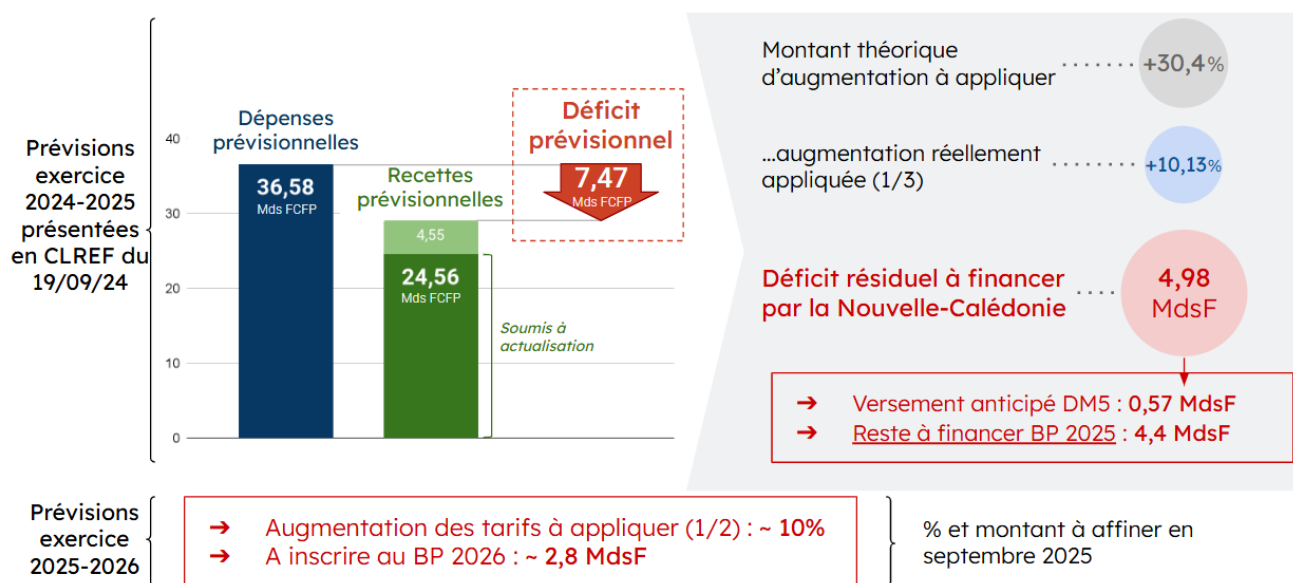 Prévisions
exercice
2024-2025
présentées
en CLREF du
19/09/24
40
30
20
10
0
Dépenses
prévisionnelles
36,58
Mds FCFP
Recettes
prévisionnelles
4,55
24,56
Mds FCFP
Soumis à
actualisation
Déficit
prévisionnel
7,47
Mds FCFP
Montant théorique
d'augmentation à appliquer
+30,4%
...augmentation réellement
appliquée (1/3)
+10,13%
Déficit résiduel à financer
par la Nouvelle-Calédonie
4,98
MdsF
➔ Versement anticipé DM5 : 0,57 MdsF
➔ Reste à financer BP 2025 : 4,4 MdsF
Prévisions
exercice
2025-2026
➔ Augmentation des tarifs à appliquer (1/2) : ~ 10%
➔ A inscrire au BP 2026 : ~ 2,8 MdsF
% et montant à affiner en
septembre 2025